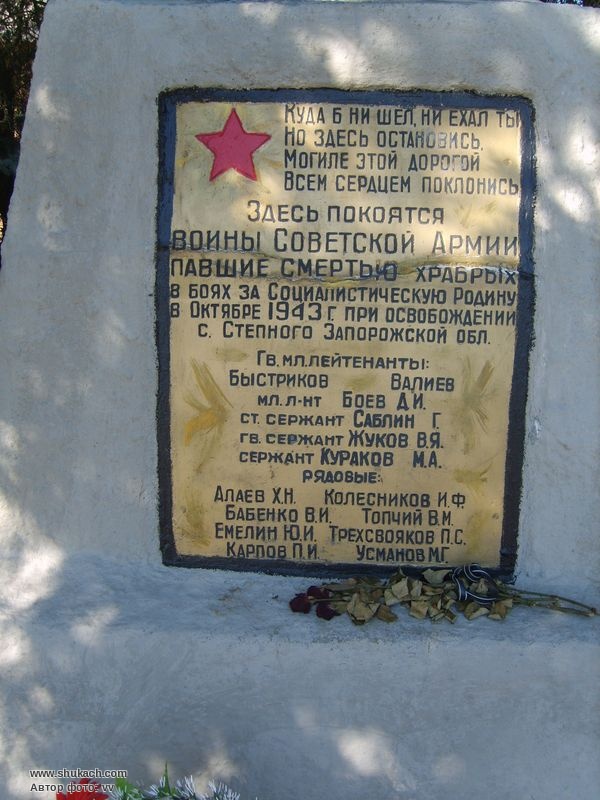 Куда б ни шел, ни ехал ты
Но здесь остановись,
Могиле этой дорогой
Всем сердцем поклонись
Здесь покоятся
воины Советской Армии
павшие смертью храбрых
в боях за Социалистическую Родину
в Октябре 1943 г. при освобождении
с. Степного Запорожской обл.
Гв. мл. лейтенанты:
Быстриков Валиев
мл. л-нт Боев Д.И.
ст. сержант Саблин Г.
гв. сержант Жуков В.Я.
сержант Кураков М.А.
рядовые:
Алаев Х.Н. Колесников И.Ф.
Бабенко В.И. Топчий В.М.
Емелин Ю.И. Трехсвояков П.С.
Карпов П.И. Усманов М.Г.
www.shukach.com
Автор фото: vv